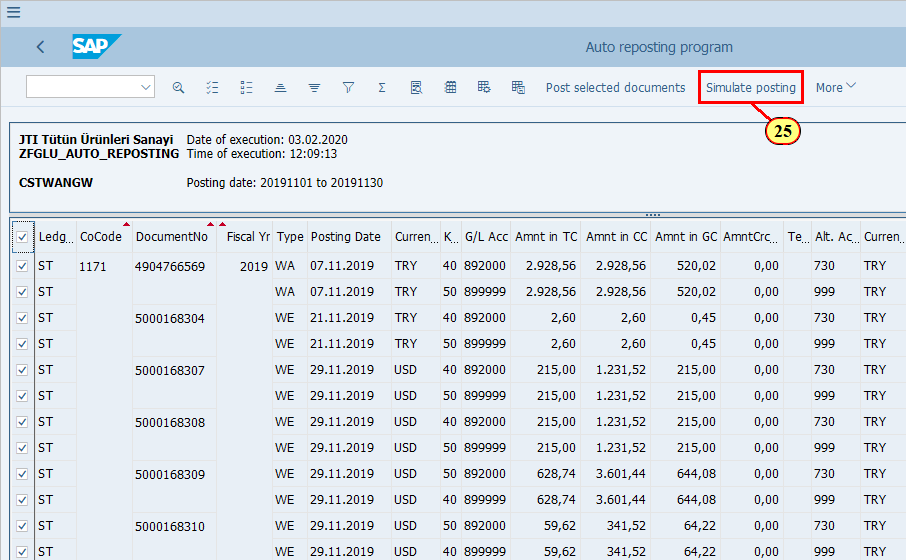 SAP Auto reposting program
Post selected documents Simulate posting More
25
JTI Tütün Ürünleri Sanayi Date of execution: 03.02.2020
ZFGLU_AUTO_REPOSTING Time of execution: 12:09:13
CSTWANGW Posting date: 20191101 to 20191130
Ledg... CoCode DocumentNo Fiscal Yr Type Posting Date Curren... K... G/L Acc Amnt in TC Amnt in CC Amnt in GC AmntCrc... Te... Alt. Ac... Curren
ST 1171 4904766569 2019 WA 07.11.2019 TRY 40 892000 2.928,56 2.928,56 520,02 0,00 730 TRY
ST WA 07.11.2019 TRY 50 899999 2.928,56 2.928,56 520,02 0,00 999 TRY
ST 5000168304 WE 21.11.2019 TRY 40 892000 2,60 2,60 0,45 0,00 730 TRY
ST WE 21.11.2019 TRY 50 899999 2,60 2,60 0,45 0,00 999 TRY
ST 5000168307 WE 29.11.2019 USD 40 892000 215,00 1.231,52 215,00 0,00 730 TRY
ST WE 29.11.2019 USD 50 899999 215,00 1.231,52 215,00 0,00 999 TRY
ST 5000168308 WE 29.11.2019 USD 40 892000 215,00 1.231,52 215,00 0,00 730 TRY
ST WE 29.11.2019 USD 50 899999 215,00 1.231,52 215,00 0,00 999 TRY
ST 5000168309 WE 29.11.2019 USD 50 892000 628,74 3.601,44 644,08 0,00 730 TRY
ST WE 29.11.2019 USD 40 899999 628,74 3.601,44 644,08 0,00 999 TRY
ST 5000168310 WE 29.11.2019 USD 50 892000 59,62 341,52 64,22 0,00 730 TRY
ST WE 29.11.2019 USD 40 899999 59,62 341,52 64,22 0,00 999 TRY